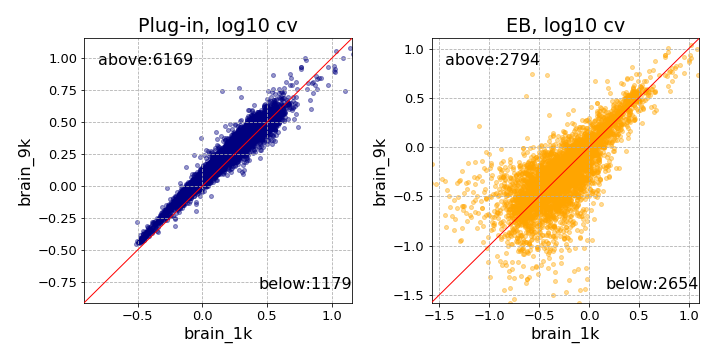 Plug-in, log10 cv
above:6169
1.00
0.75
0.50
0.25
0.00
−0.25
−0.50
−0.75
brain_9k
below:1179
−0.5
0.0
0.5
1.0
brain_1k
EB, log10 cv
above:2794
1.0
0.5
0.0
−0.5
−1.0
−1.5
brain_9k
below:2654
−1.5
−1.0
−0.5
0.0
0.5
1.0
brain_1k